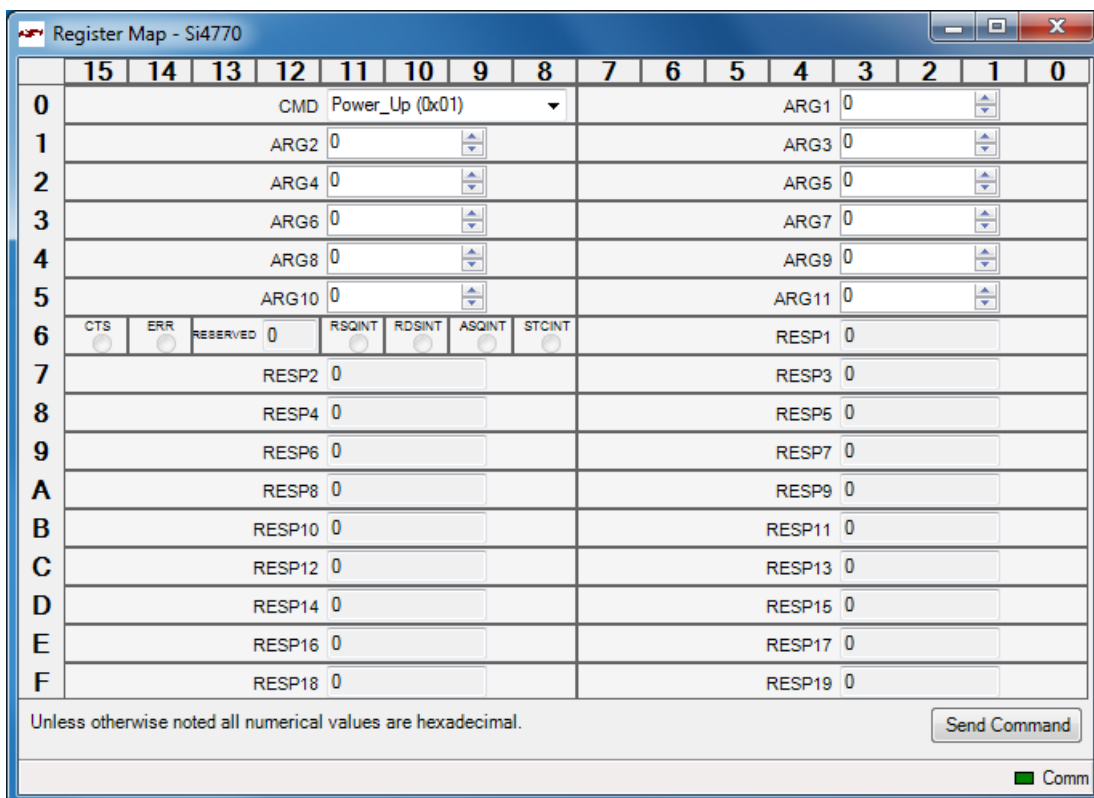 Register Map - Si4770
15 14 13 12 11 10 9 8 7 6 5 4 3 2 1 0
0 CMD Power_Up (0x01) ARG1 0
1 ARG2 0 ARG3 0
2 ARG4 0 ARG5 0
3 ARG6 0 ARG7 0
4 ARG8 0 ARG9 0
5 ARG10 0 ARG11 0
6 CTS ERR RESERVED 0 RSQINT RDSINT ASQINT STCINT RESP1 0
7 RESP2 0 RESP3 0
8 RESP4 0 RESP5 0
9 RESP6 0 RESP7 0
A RESP8 0 RESP9 0
B RESP10 0 RESP11 0
C RESP12 0 RESP13 0
D RESP14 0 RESP15 0
E RESP16 0 RESP17 0
F RESP18 0 RESP19 0
Unless otherwise noted all numerical values are hexadecimal.
Send Command
Comm